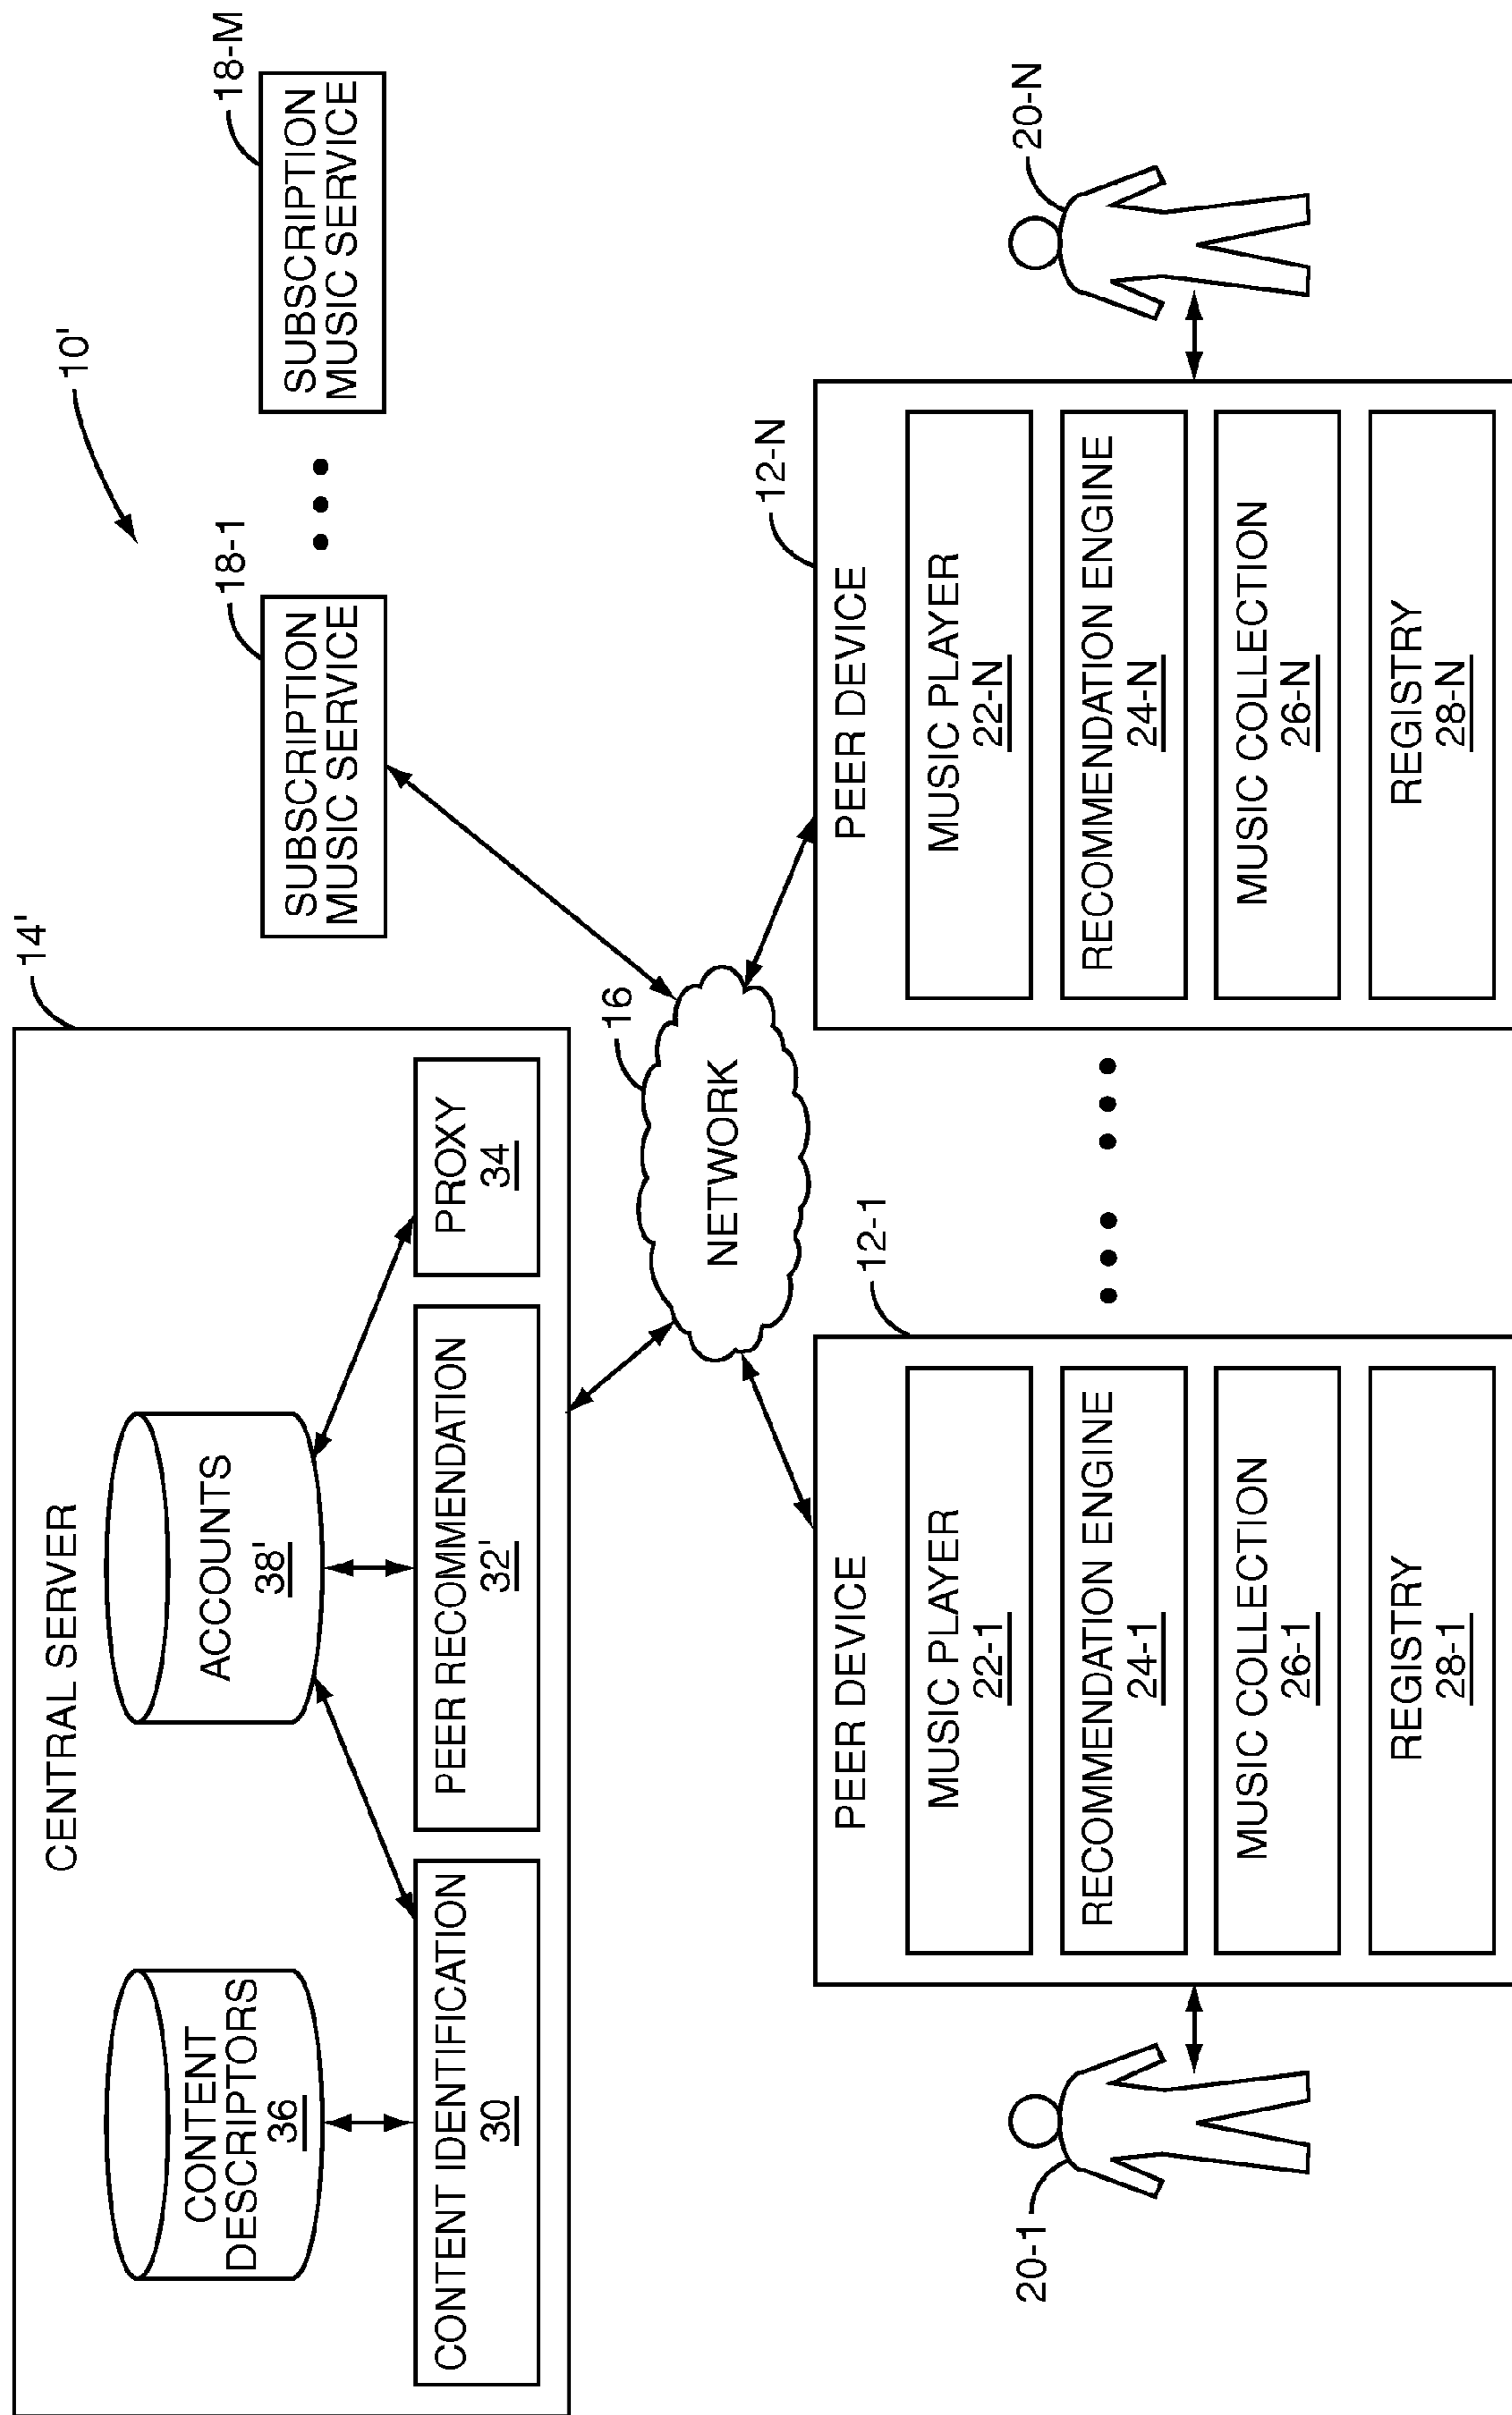 10'
14'
CENTRAL SERVER
CONTENT
DESCRIPTORS
36
ACCOUNTS
38'
CONTENT IDENTIFICATION
30
PEER RECOMMENDATION
32'
PROXY
34
18-1
SUBSCRIPTION
MUSIC SERVICE
18-M
SUBSCRIPTION
MUSIC SERVICE
16
NETWORK
12-1
PEER DEVICE
MUSIC PLAYER
22-1
RECOMMENDATION ENGINE
24-1
MUSIC COLLECTION
26-1
REGISTRY
28-1
20-1
12-N
PEER DEVICE
MUSIC PLAYER
22-N
RECOMMENDATION ENGINE
24-N
MUSIC COLLECTION
26-N
REGISTRY
28-N
20-N